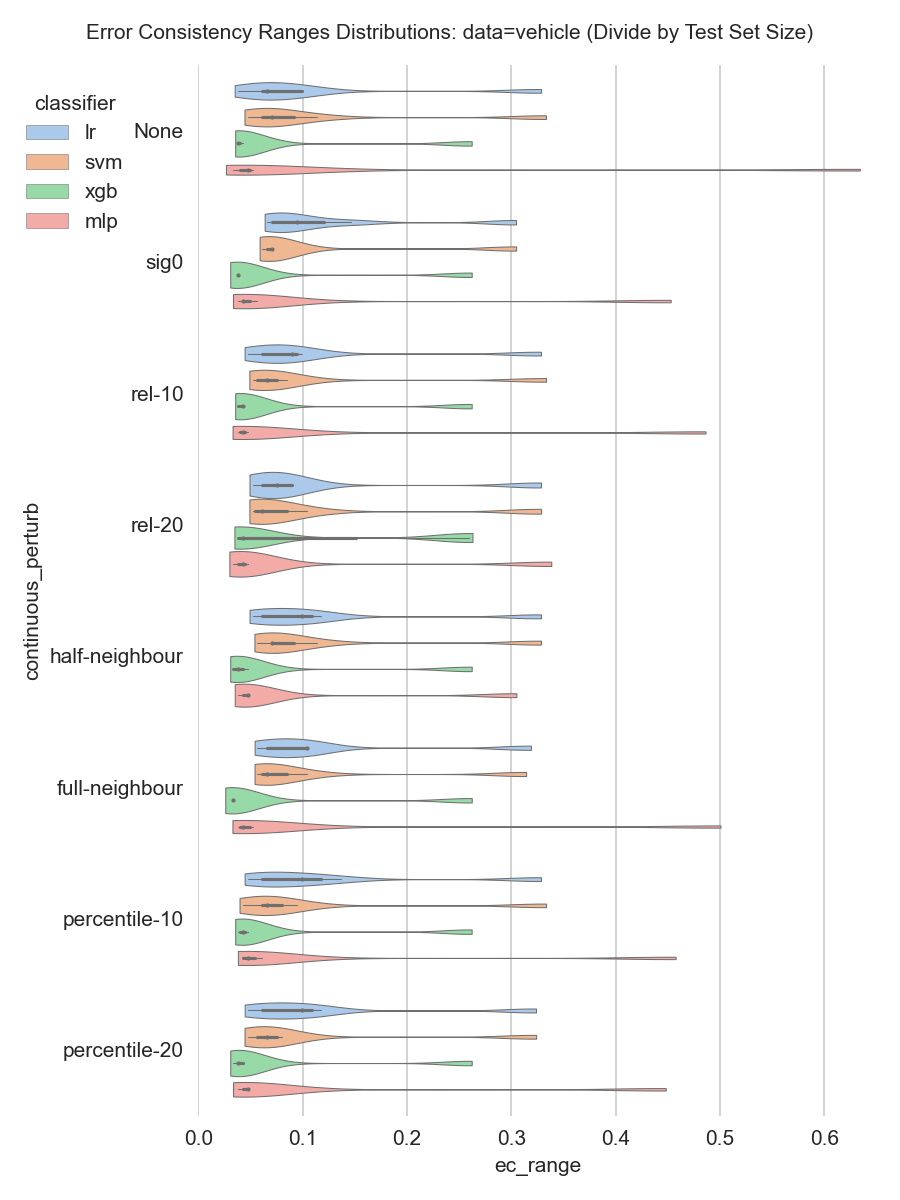 Error Consistency Ranges Distributions: data=vehicle (Divide by Test Set Size)
classifier
lr
svm
xgb
mlp
None
sig0
rel-10
rel-20
half-neighbour
full-neighbour
percentile-10
percentile-20
continuous_perturb
0.0 0.1 0.2 0.3 0.4 0.5 0.6
ec_range